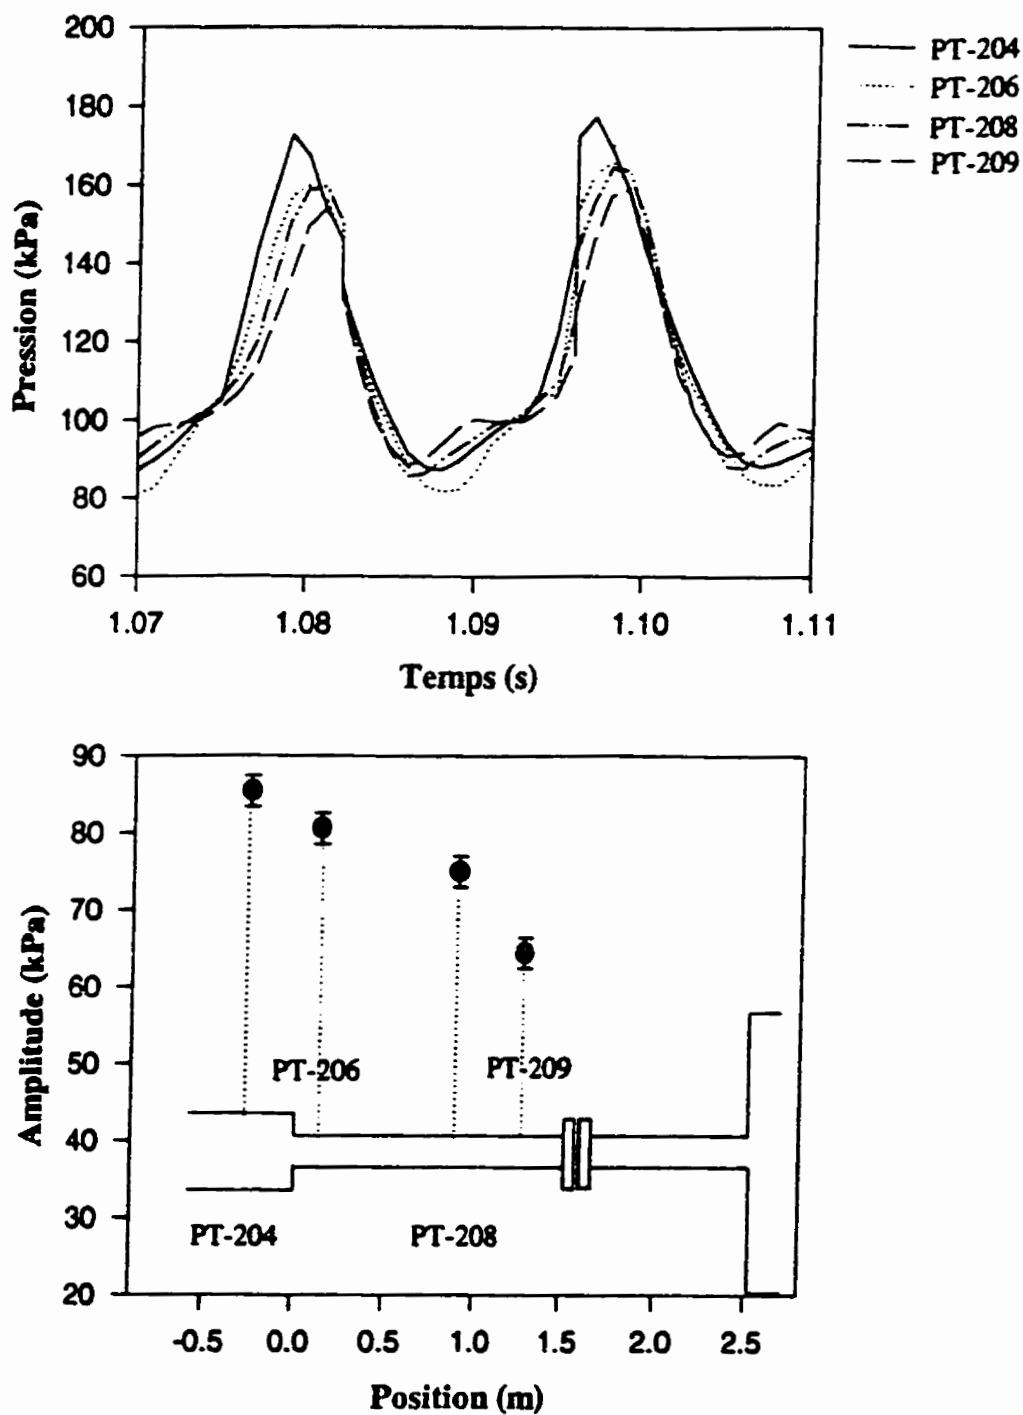 200
180
160
140
120
100
80
60
Pression (kPa)
1.07 1.08 1.09 1.10 1.11
Temps (s)
PT-204
PT-206
PT-208
PT-209
90
80
70
60
50
40
30
20
Amplitude (kPa)
PT-206 PT-209
PT-204 PT-208
-0.5 0.0 0.5 1.0 1.5 2.0 2.5
Position (m)